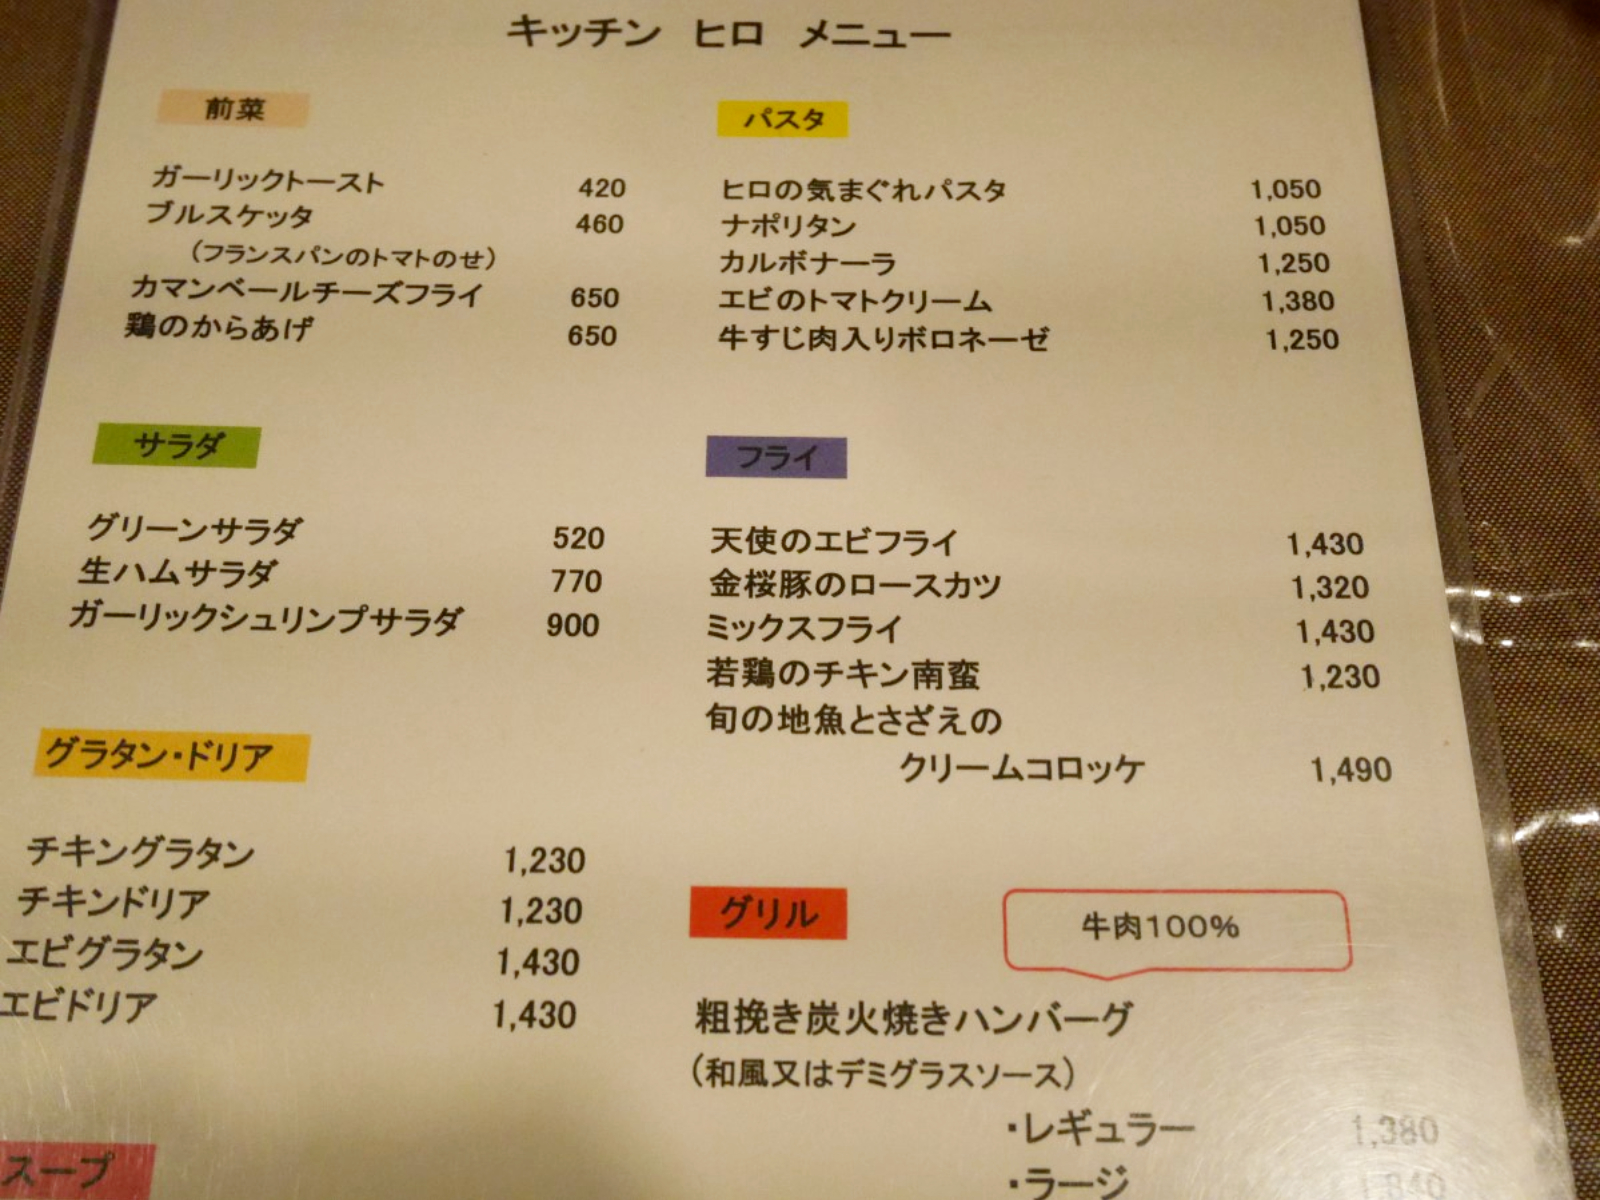 キッチン ヒロ メニュー
前菜
ガーリックトースト 420
ブルスケッタ 460
(フランスパンのトマトのせ)
カマンベールチーズフライ 650
鶏のからあげ 650
サラダ
グリーンサラダ 520
生ハムサラダ 770
ガーリックシュリンプサラダ 900
グラタン・ドリア
チキングラタン 1,230
チキンドリア 1,230
エビグラタン 1,430
エビドリア 1,430
スープ
パスタ
ヒロの気まぐれパスタ 1,050
ナポリタン 1,050
カルボナーラ 1,250
エビのトマトクリーム 1,380
牛すじ肉入りボロネーゼ 1,250
フライ
天使のエビフライ 1,430
金桜豚のロースカツ 1,320
ミックスフライ 1,430
若鶏のチキン南蛮 1,230
旬の地魚とさざえの
クリームコロッケ 1,490
グリル
牛肉100%
粗挽き炭火焼きハンバーグ
(和風又はデミグラスソース)
・レギュラー 1,380
・ラージ 1,840